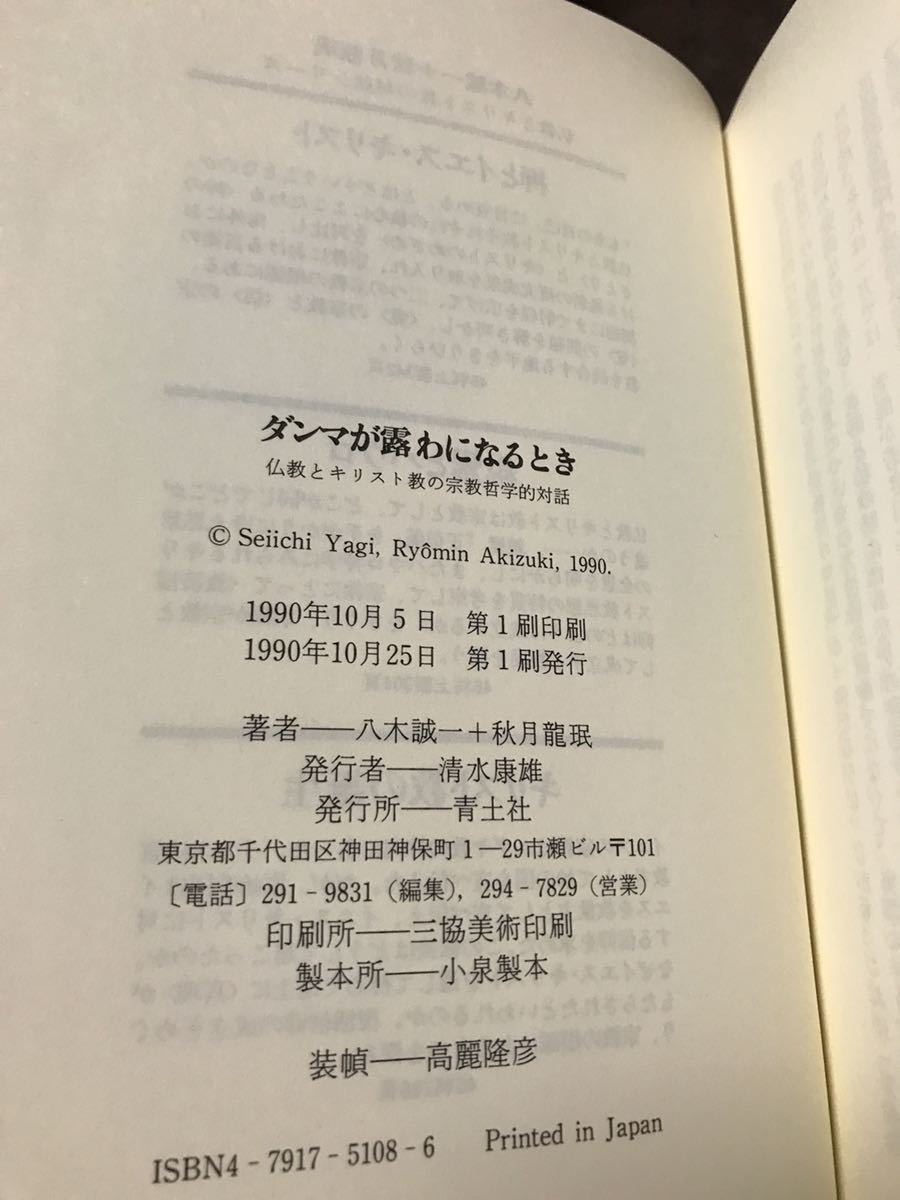 ダンマが露わになるとき
仏教とキリスト教の宗教哲学的対話
© Seiichi Yagi, Ryômin Akizuki, 1990.
1990年10月5日　第1刷印刷
1990年10月25日　第1刷発行
著者――八木誠一＋秋月龍珉
発行者――清水康雄
発行所――青土社
東京都千代田区神田神保町1―29市瀬ビル〒101
〔電話〕291－9831（編集），294－7829（営業）
印刷所――三協美術印刷
製本所――小泉製本
装幀――高麗隆彦
ISBN4－7917－5108－6　Printed in Japan